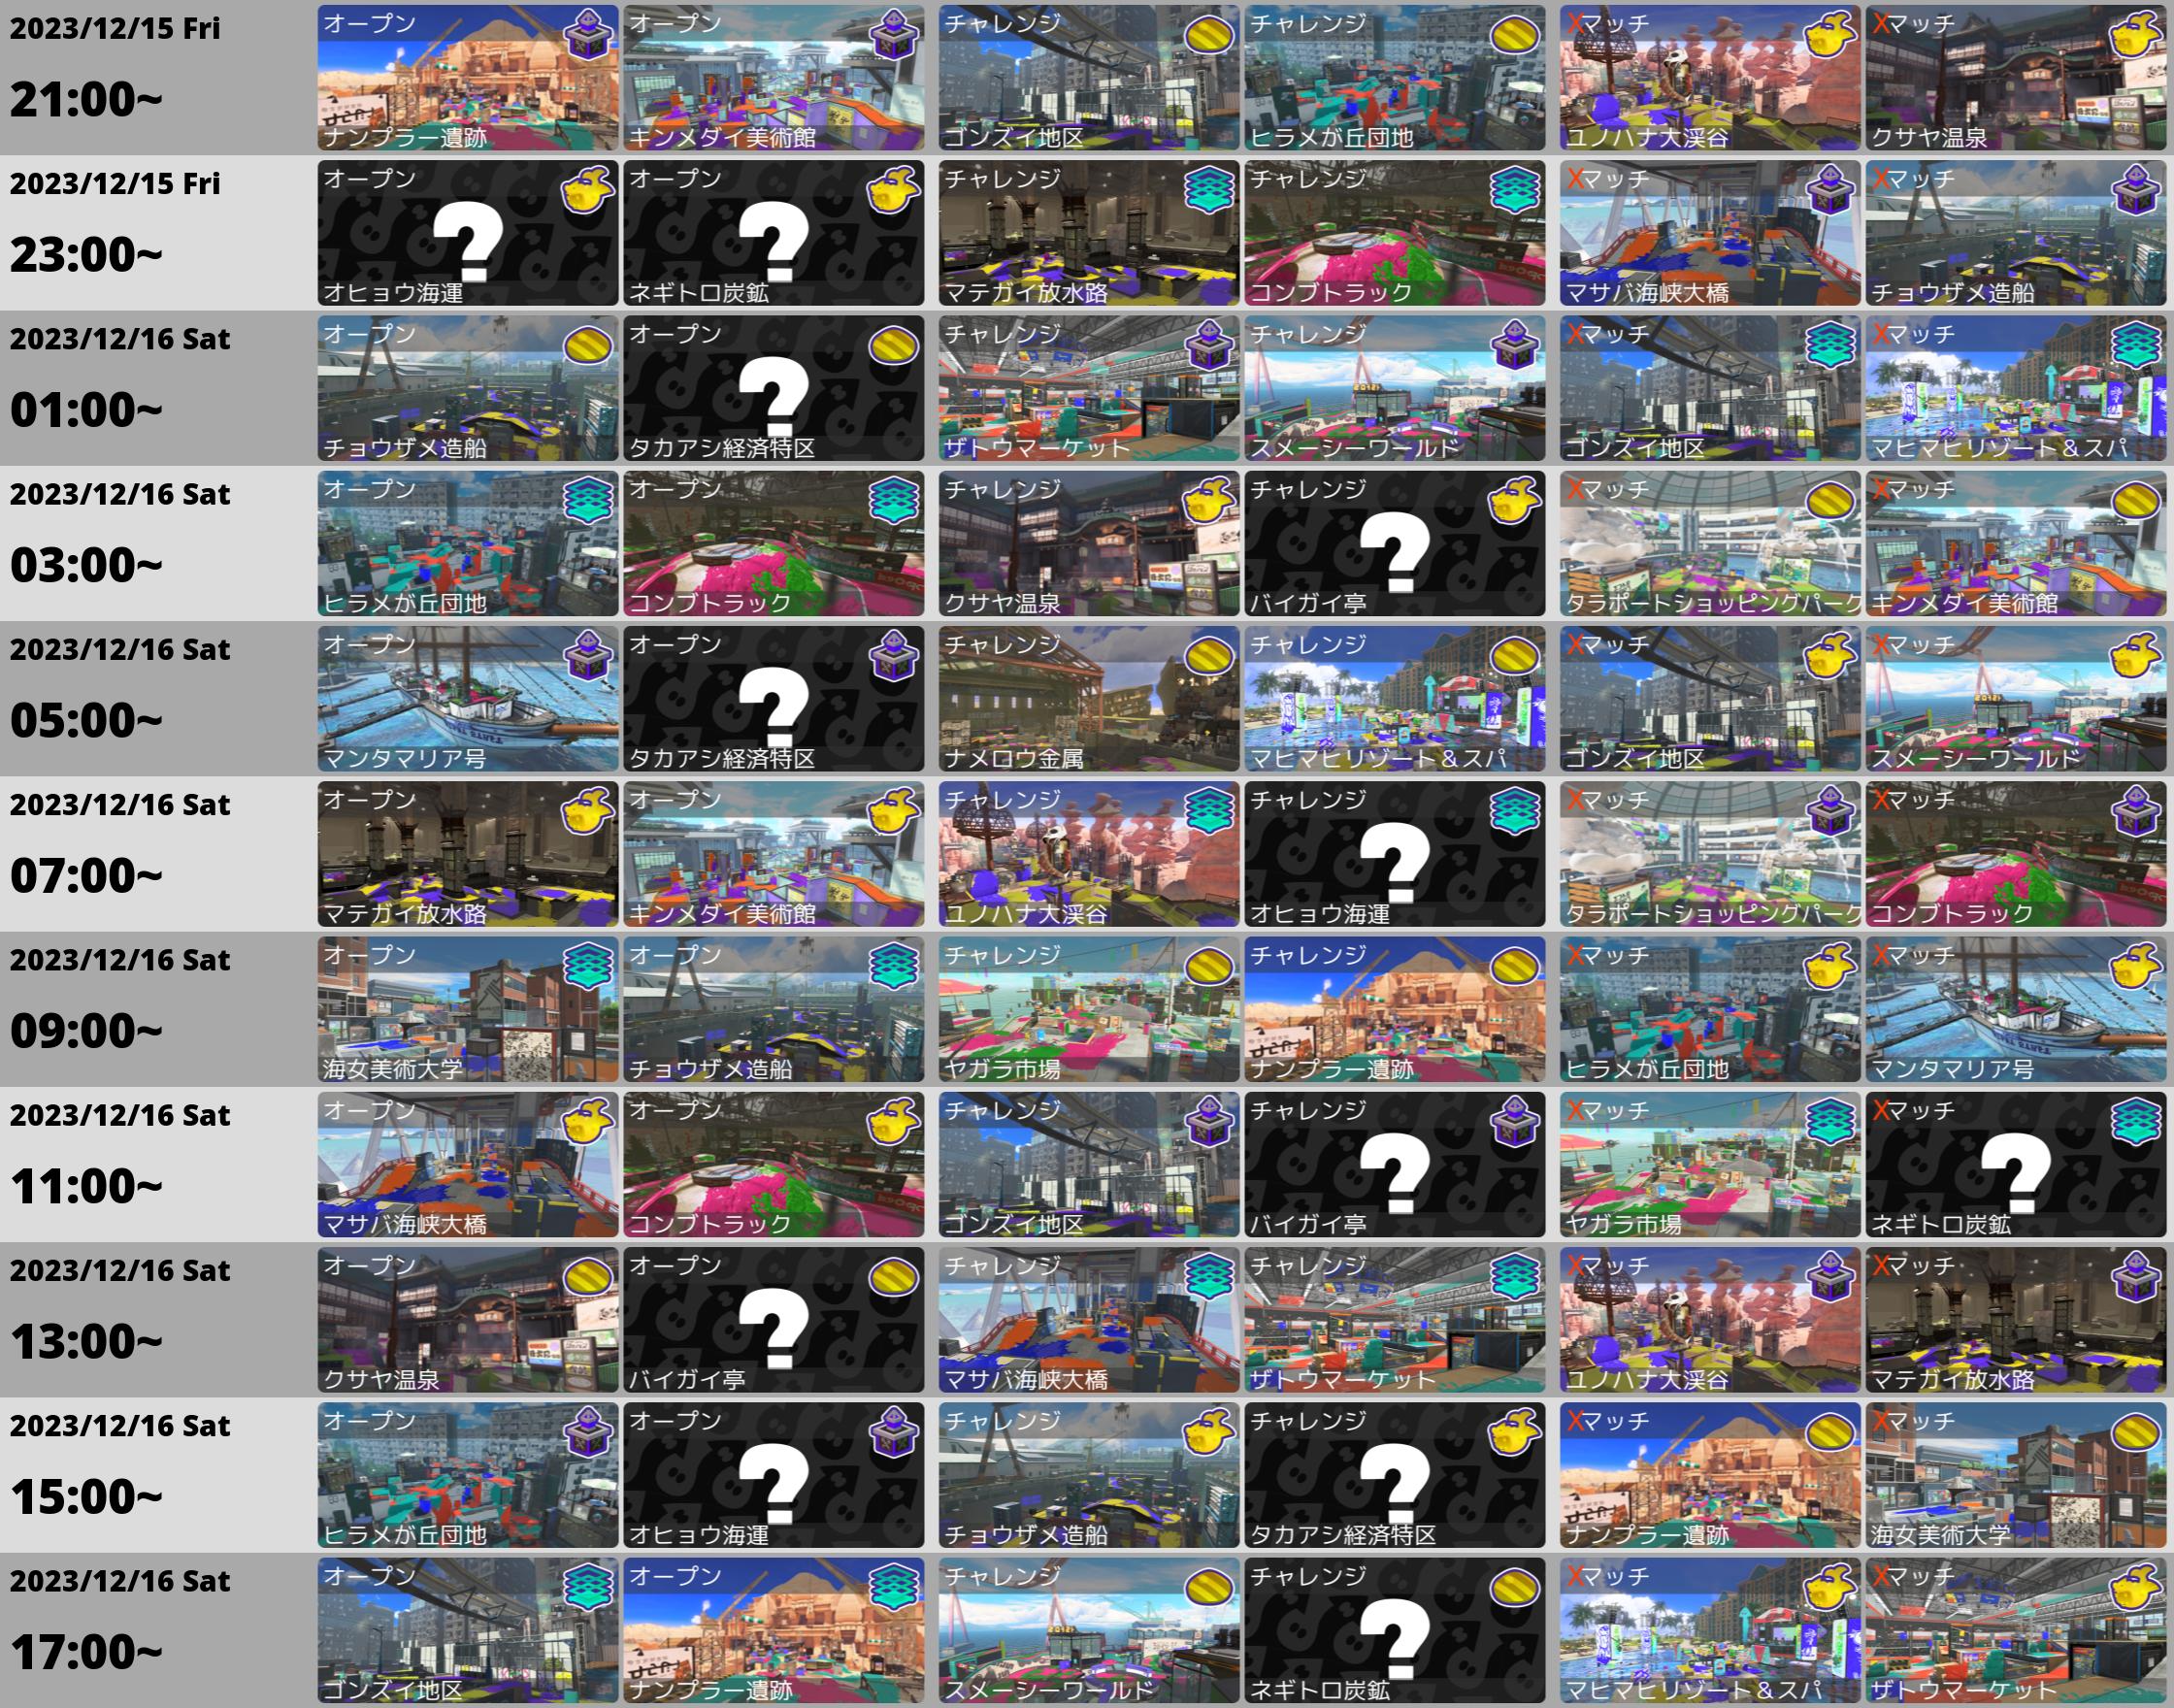 2023/12/15 Fri
21:00~
オープン
ナンプラー遺跡
オープン
キンメダイ美術館
チャレンジ
ゴンズイ地区
チャレンジ
ヒラメが丘団地
Xマッチ
ユノハナ大渓谷
Xマッチ
クサヤ温泉
2023/12/15 Fri
23:00~
オープン
?
オヒョウ海運
オープン
?
ネギトロ炭鉱
チャレンジ
マテガイ放水路
チャレンジ
コンブトラック
Xマッチ
マサバ海峡大橋
Xマッチ
チョウザメ造船
2023/12/16 Sat
01:00~
オープン
チョウザメ造船
オープン
?
タカアシ経済特区
チャレンジ
ザトウマーケット
チャレンジ
スメーシーワールド
Xマッチ
ゴンズイ地区
Xマッチ
マヒマヒリゾート&スパ
2023/12/16 Sat
03:00~
オープン
ヒラメが丘団地
オープン
コンブトラック
チャレンジ
クサヤ温泉
チャレンジ
?
バイガイ亭
Xマッチ
タラポートショッピングパーク
Xマッチ
キンメダイ美術館
2023/12/16 Sat
05:00~
オープン
マンタマリア号
オープン
?
タカアシ経済特区
チャレンジ
ナメロウ金属
チャレンジ
マヒマヒリゾート&スパ
Xマッチ
ゴンズイ地区
Xマッチ
スメーシーワールド
2023/12/16 Sat
07:00~
オープン
マテガイ放水路
オープン
キンメダイ美術館
チャレンジ
ユノハナ大渓谷
チャレンジ
?
オヒョウ海運
Xマッチ
タラポートショッピングパーク
Xマッチ
コンブトラック
2023/12/16 Sat
09:00~
オープン
海女美術大学
オープン
チョウザメ造船
チャレンジ
ヤガラ市場
チャレンジ
ナンプラー遺跡
Xマッチ
ヒラメが丘団地
Xマッチ
マンタマリア号
2023/12/16 Sat
11:00~
オープン
マサバ海峡大橋
オープン
コンブトラック
チャレンジ
ゴンズイ地区
チャレンジ
?
バイガイ亭
Xマッチ
ヤガラ市場
Xマッチ
?
ネギトロ炭鉱
2023/12/16 Sat
13:00~
オープン
クサヤ温泉
オープン
?
バイガイ亭
チャレンジ
マサバ海峡大橋
チャレンジ
ザトウマーケット
Xマッチ
ユノハナ大渓谷
Xマッチ
マテガイ放水路
2023/12/16 Sat
15:00~
オープン
ヒラメが丘団地
オープン
?
オヒョウ海運
チャレンジ
チョウザメ造船
チャレンジ
?
タカアシ経済特区
Xマッチ
ナンプラー遺跡
Xマッチ
海女美術大学
2023/12/16 Sat
17:00~
オープン
ゴンズイ地区
オープン
ナンプラー遺跡
チャレンジ
スメーシーワールド
チャレンジ
?
ネギトロ炭鉱
Xマッチ
マヒマヒリゾート&スパ
Xマッチ
ザトウマーケット